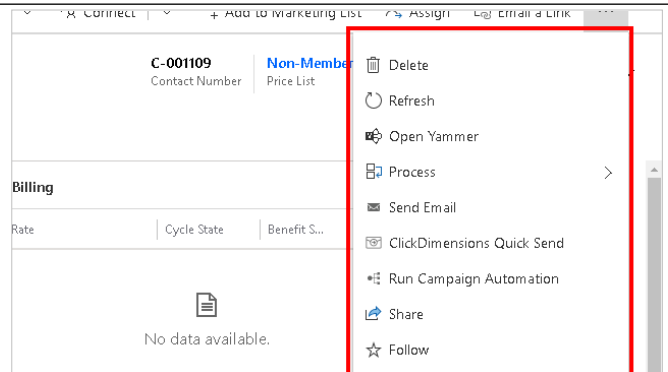 Connect + Add to Marketing List Assign Email a Link ...
C-001109 Non-Member
Contact Number Price List
Delete
Refresh
Open Yammer
Process
Billing
Send Email
Rate Cycle State Benefit S...
ClickDimensions Quick Send
Run Campaign Automation
Share
No data available.
Follow